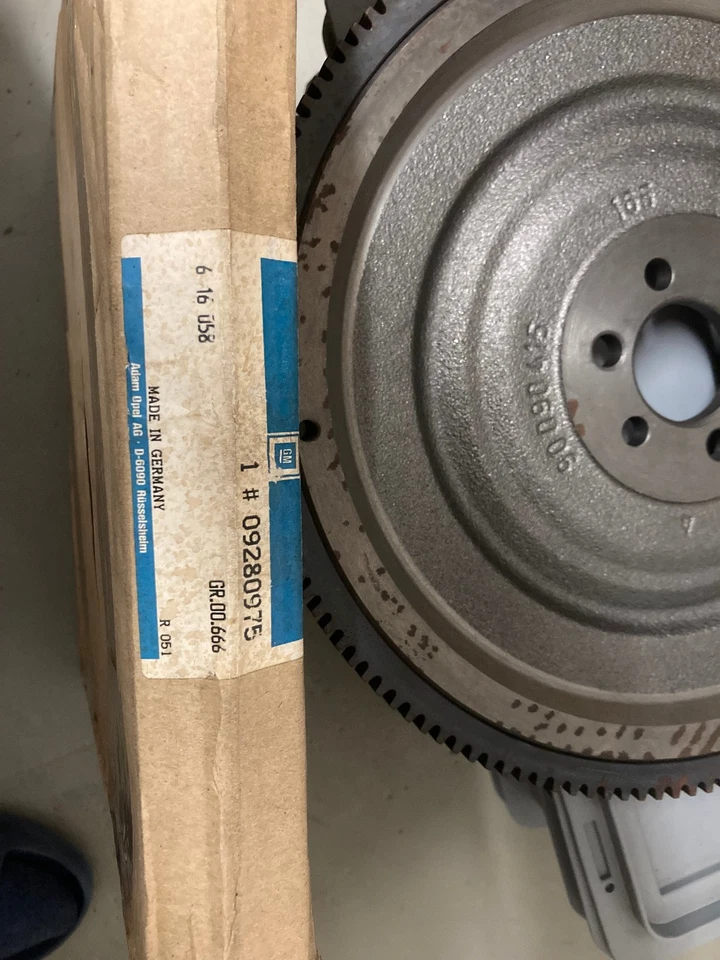 GM
1 # 09280975
6 16 058
GR.00.666
MADE IN GERMANY
R 051
Adam Opel AG · D-6090 Rüsselsheim